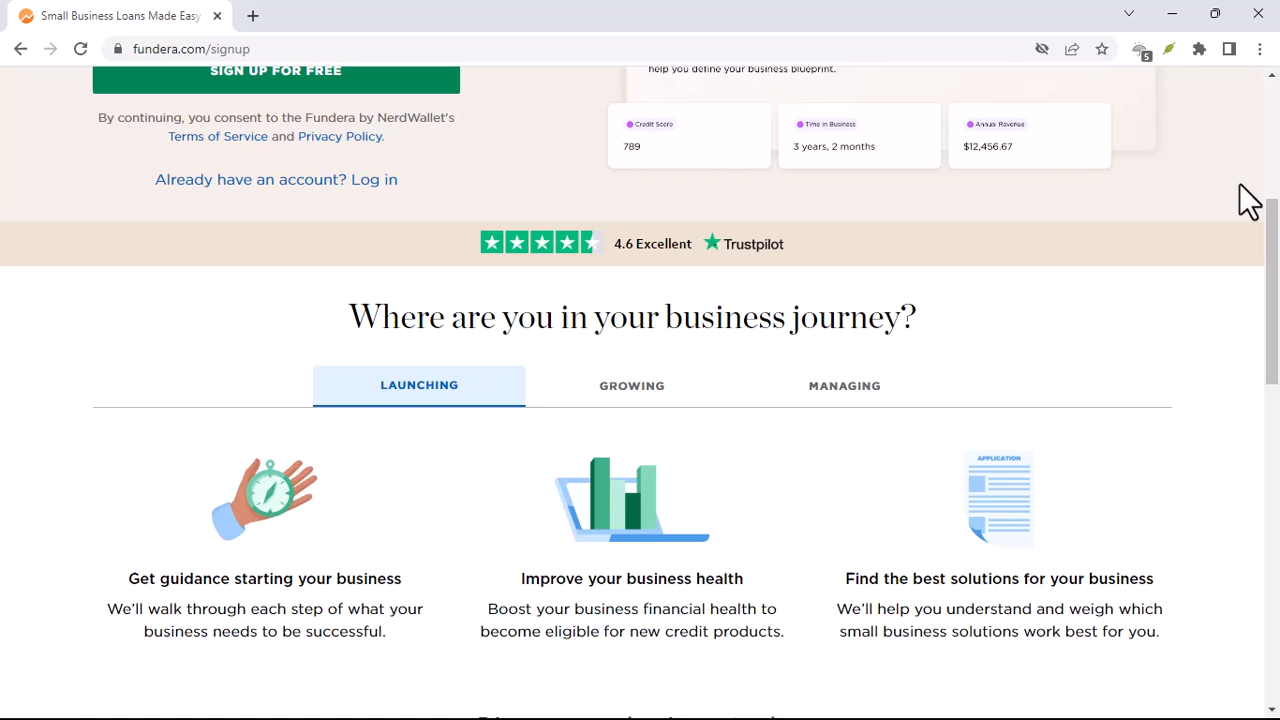 Small Business Loans Made Easy
fundera.com/signup
5
SIGN UP FOR FREE
help you define your business blueprint.
By continuing, you consent to the Fundera by NerdWallet's
Terms of Service and Privacy Policy.
Already have an account? Log in
Credit Score
789
Time In Business
3 years, 2 months
Annual Revenue
$12,456.67
4.6 Excellent Trustpilot
Where are you in your business journey?
LAUNCHING GROWING MANAGING
APPLICATION
Get guidance starting your business
We'll walk through each step of what your
business needs to be successful.
Improve your business health
Boost your business financial health to
become eligible for new credit products.
Find the best solutions for your business
We'll help you understand and weigh which
small business solutions work best for you.